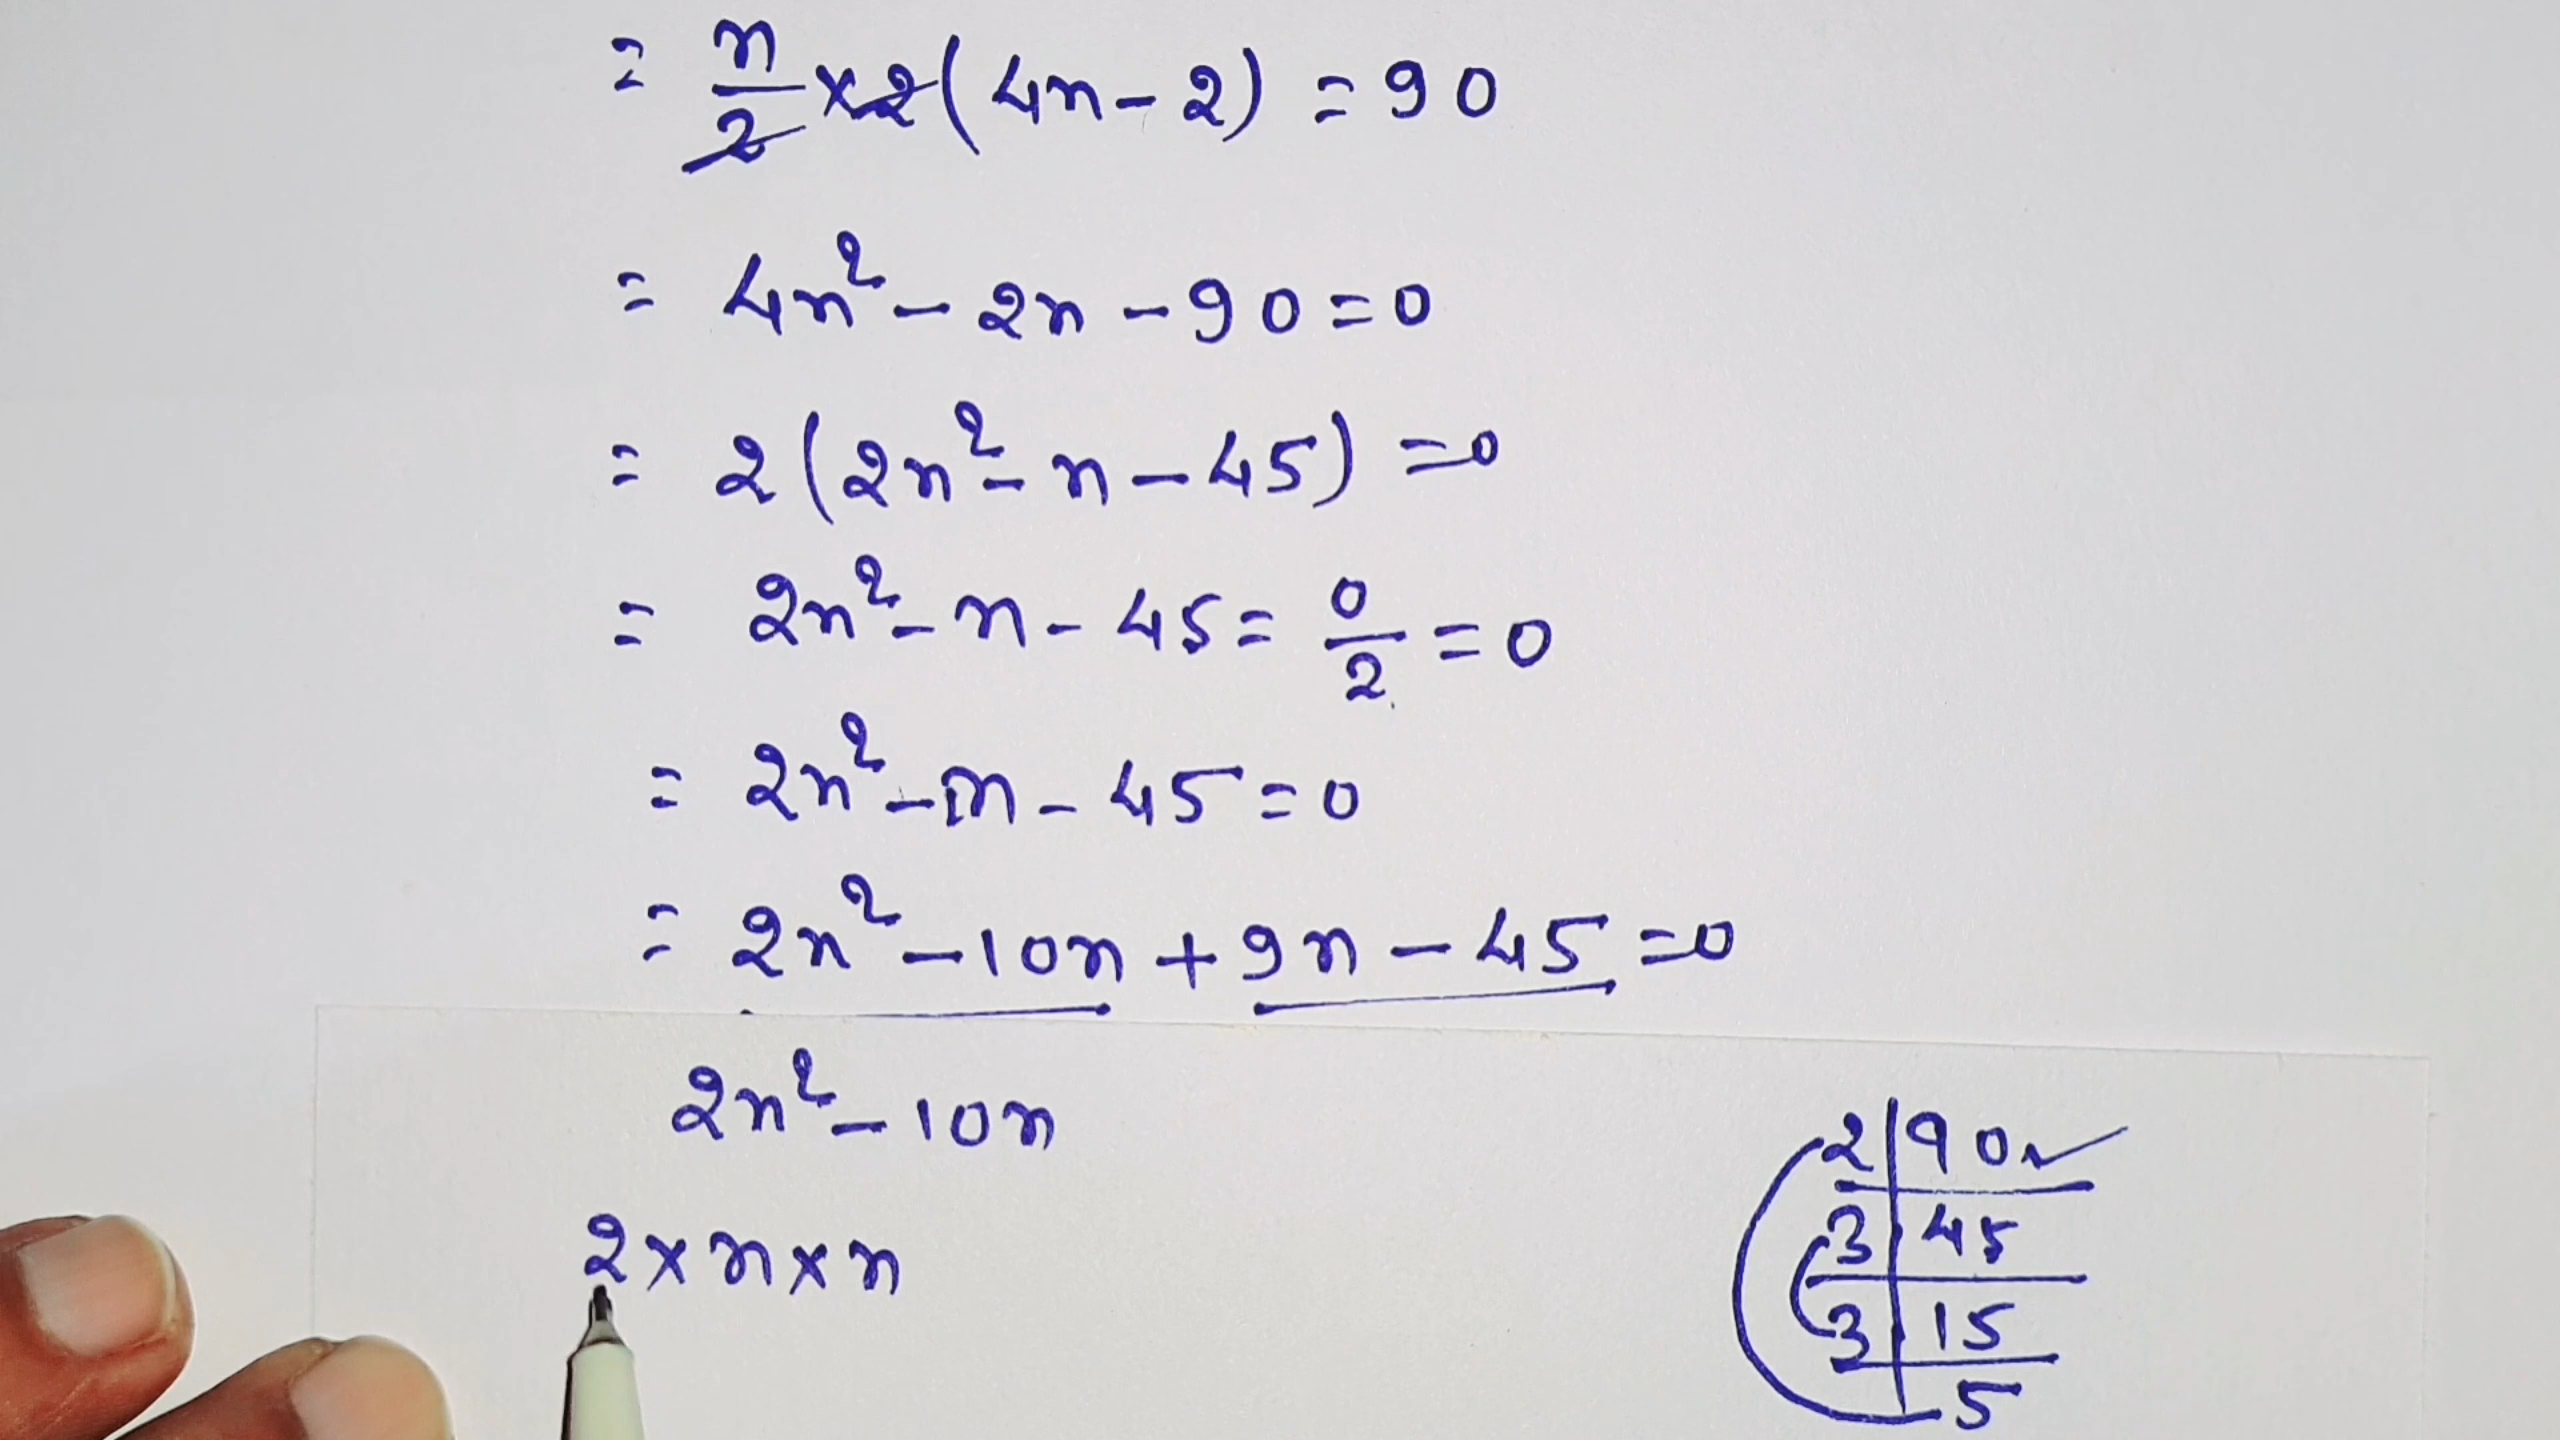 = n/2 × 2 (4n - 2) = 90
= 4n² - 2n - 90 = 0
= 2 (2n² - n - 45) = 0
= 2n² - n - 45 = 0/2 = 0
= 2n² - n - 45 = 0
= 2n² - 10n + 9n - 45 = 0
2n² - 10n
2 × n × n
2 | 90 ✓
3 | 45
3 | 15
5